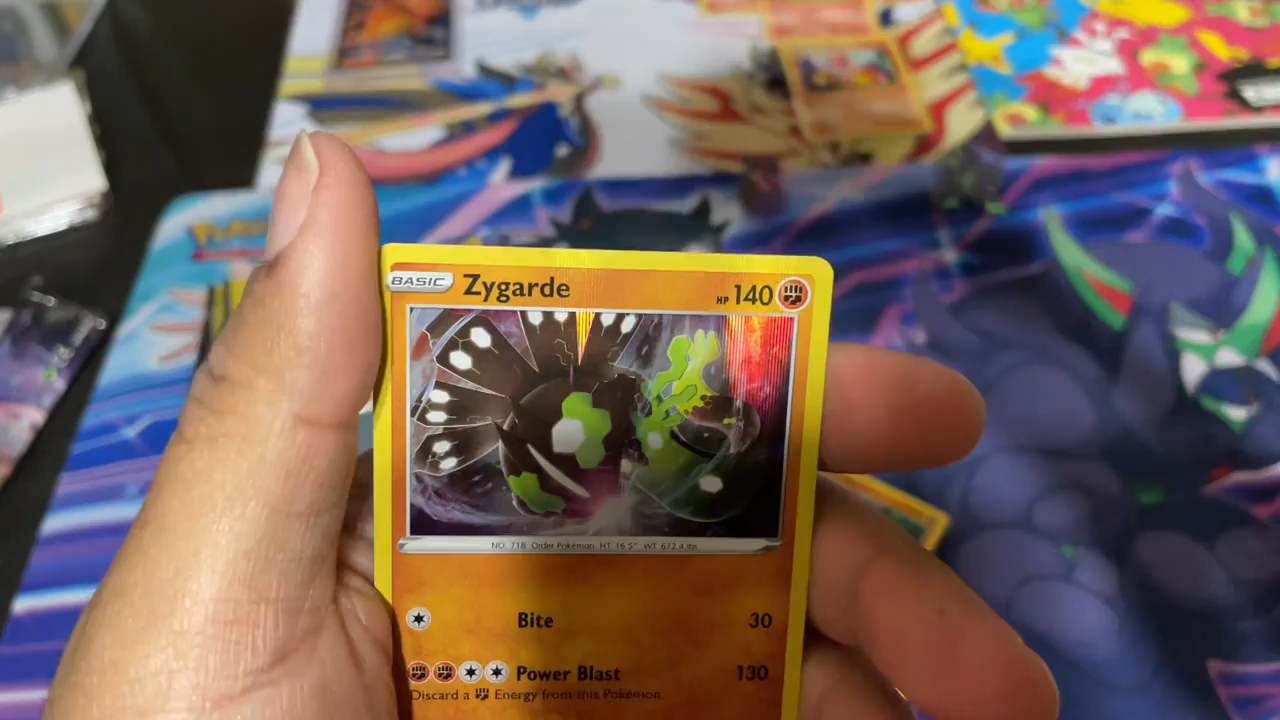 BASIC Zygarde HP 140
NO. 718 Order Pokémon HT 16'5" WT 672.4 lbs
Bite 30
Power Blast 130
Discard a Energy from this Pokémon.